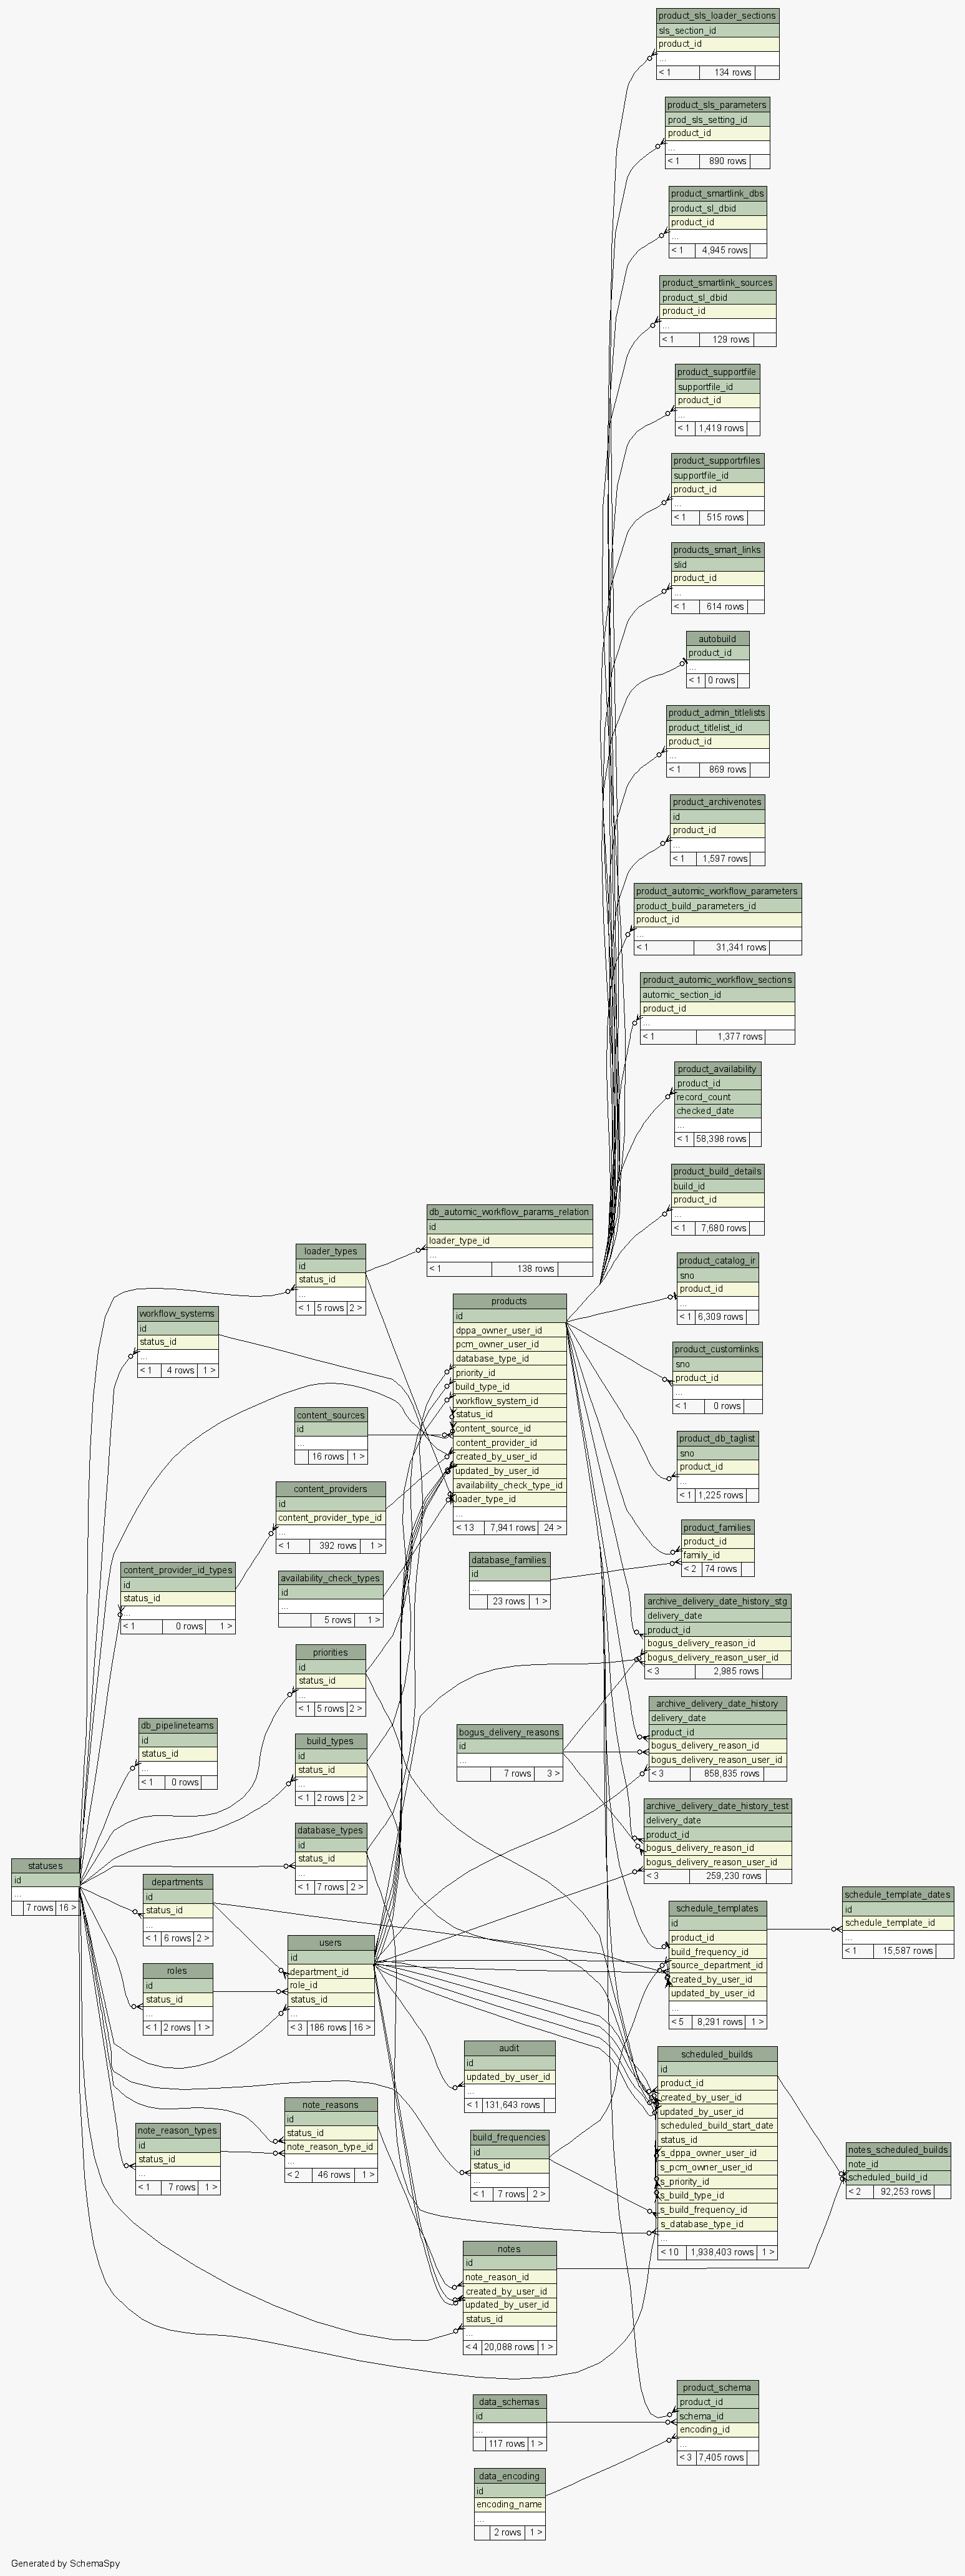 product_sls_loader_sections
sls_section_id
product_id
...
< 1 134 rows
product_sls_parameters
prod_sls_setting_id
product_id
...
< 1 890 rows
product_smartlink_dbs
product_sl_dbid
product_id
...
< 1 4,945 rows
product_smartlink_sources
product_sl_dbid
product_id
...
< 1 129 rows
product_supportfile
supportfile_id
product_id
...
< 1 1,419 rows
product_supportrfiles
supportfile_id
product_id
...
< 1 515 rows
products_smart_links
slid
product_id
...
< 1 614 rows
autobuild
product_id
...
< 1 0 rows
product_admin_titlelists
product_titlelist_id
product_id
...
< 1 869 rows
product_archivenotes
id
product_id
...
< 1 1,597 rows
product_automic_workflow_parameters
product_build_parameters_id
product_id
...
< 1 31,341 rows
product_automic_workflow_sections
automic_section_id
product_id
...
< 1 1,377 rows
product_availability
product_id
record_count
checked_date
...
< 1 58,398 rows
product_build_details
build_id
product_id
...
< 1 7,680 rows
db_automic_workflow_params_relation
id
loader_type_id
...
< 1 138 rows
loader_types
id
status_id
...
< 1 5 rows 2 >
product_catalog_ir
sno
product_id
...
< 1 6,309 rows
products
id
dppa_owner_user_id
pcm_owner_user_id
database_type_id
priority_id
build_type_id
workflow_system_id
status_id
content_source_id
content_provider_id
created_by_user_id
updated_by_user_id
availability_check_type_id
loader_type_id
...
< 13 7,941 rows 24 >
workflow_systems
id
status_id
...
< 1 4 rows 1 >
product_customlinks
sno
product_id
...
< 1 0 rows
content_sources
id
...
16 rows 1 >
product_db_taglist
sno
product_id
...
< 1 1,225 rows
content_providers
id
content_provider_type_id
...
< 1 392 rows 1 >
product_families
product_id
family_id
< 2 74 rows
database_families
id
...
23 rows 1 >
content_provider_id_types
id
status_id
...
< 1 0 rows 1 >
availability_check_types
id
...
5 rows 1 >
archive_delivery_date_history_stg
delivery_date
product_id
bogus_delivery_reason_id
bogus_delivery_reason_user_id
< 3 2,985 rows
priorities
id
status_id
...
< 1 5 rows 2 >
archive_delivery_date_history
delivery_date
product_id
bogus_delivery_reason_id
bogus_delivery_reason_user_id
< 3 858,835 rows
db_pipelineteams
id
status_id
...
< 1 0 rows
bogus_delivery_reasons
id
...
7 rows 3 >
build_types
id
status_id
...
< 1 2 rows 2 >
archive_delivery_date_history_test
delivery_date
product_id
bogus_delivery_reason_id
bogus_delivery_reason_user_id
< 3 259,230 rows
database_types
id
status_id
...
< 1 7 rows 2 >
statuses
id
...
7 rows 16 >
departments
id
status_id
...
< 1 6 rows 2 >
schedule_template_dates
id
schedule_template_id
...
< 1 15,587 rows
schedule_templates
id
product_id
build_frequency_id
source_department_id
created_by_user_id
updated_by_user_id
...
< 5 8,291 rows 1 >
users
id
department_id
role_id
status_id
...
< 3 186 rows 16 >
roles
id
status_id
...
< 1 2 rows 1 >
audit
id
updated_by_user_id
...
< 1 131,643 rows
scheduled_builds
id
product_id
created_by_user_id
updated_by_user_id
scheduled_build_start_date
status_id
s_dppa_owner_user_id
s_pcm_owner_user_id
s_priority_id
s_build_type_id
s_build_frequency_id
s_database_type_id
...
< 10 1,938,403 rows 1 >
note_reasons
id
status_id
note_reason_type_id
...
< 2 46 rows 1 >
note_reason_types
id
status_id
...
< 1 7 rows 1 >
build_frequencies
id
status_id
...
< 1 7 rows 2 >
notes_scheduled_builds
note_id
scheduled_build_id
< 2 92,253 rows
notes
id
note_reason_id
created_by_user_id
updated_by_user_id
status_id
...
< 4 20,088 rows 1 >
product_schema
product_id
schema_id
encoding_id
...
< 3 7,405 rows
data_schemas
id
...
117 rows 1 >
data_encoding
id
encoding_name
...
2 rows 1 >
Generated by SchemaSpy